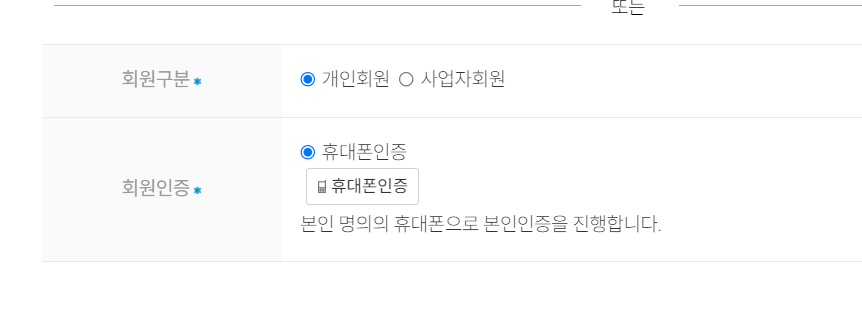 또는
회원구분 * 개인회원 사업자회원
휴대폰인증
회원인증 * 휴대폰인증
본인 명의의 휴대폰으로 본인인증을 진행합니다.